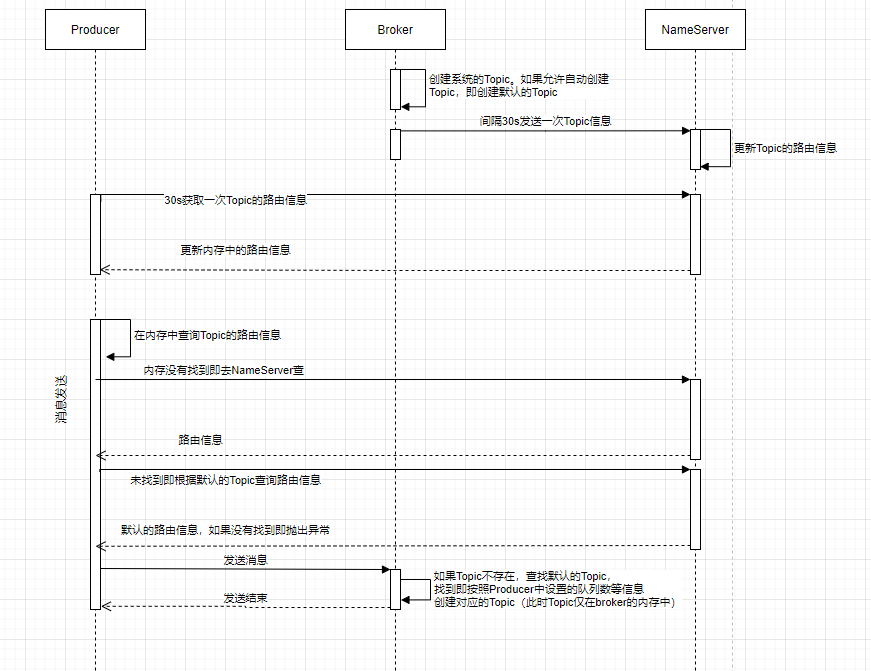 Producer
Broker
NameServer
创建系统的Topic。如果允许自动创建
Topic，即创建默认的Topic
间隔30s发送一次Topic信息
更新Topic的路由信息
30s获取一次Topic的路由信息
更新内存中的路由信息
在内存中查询Topic的路由信息
内存没有找到即去NameServer查
消息发送
路由信息
未找到即根据默认的Topic查询路由信息
默认的路由信息，如果没有找到即抛出异常
发送消息
如果Topic不存在，查找默认的Topic，
找到即按照Producer中设置的队列数等信息
创建对应的Topic（此时Topic仅在broker的内存中）
发送结束